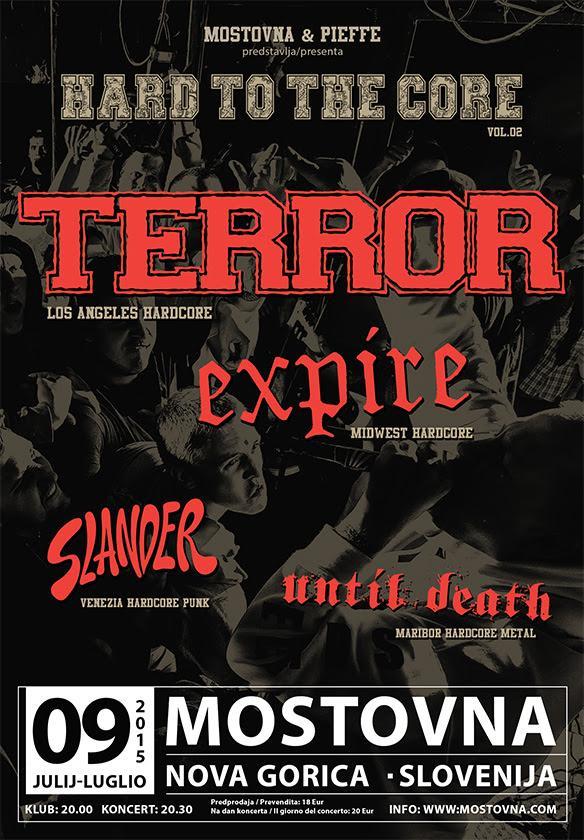 MOSTOVNA & PIEFFE
predstavlja/presenta
HARD TO THE CORE
VOL.02
TERROR
LOS ANGELES HARDCORE
expire
MIDWEST HARDCORE
SLANDER
VENEZIA HARDCORE PUNK
until death
MARIBOR HARDCORE METAL
09 2015
JULIJ-LUGLIO
MOSTOVNA
NOVA GORICA · SLOVENIJA
KLUB: 20.00 KONCERT: 20.30
Predprodaja / Prevendita: 18 Eur
Na dan koncerta / Il giorno del concerto: 20 Eur
INFO: WWW.MOSTOVNA.COM